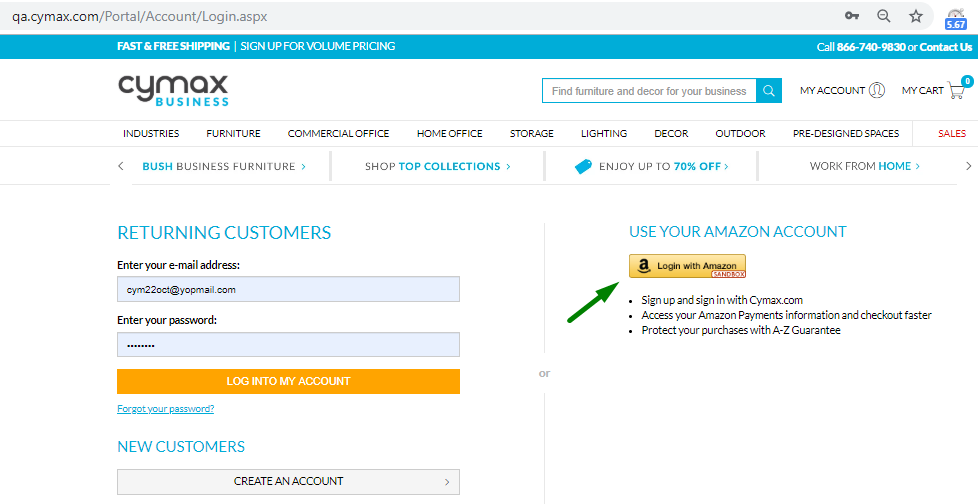 qa.cymax.com/Portal/Account/Login.aspx
5.67
FAST & FREE SHIPPING | SIGN UP FOR VOLUME PRICING
Call 866-740-9830 or Contact Us
cymax
BUSINESS
Find furniture and decor for your business
MY ACCOUNT
MY CART
0
INDUSTRIES FURNITURE COMMERCIAL OFFICE HOME OFFICE STORAGE LIGHTING DECOR OUTDOOR PRE-DESIGNED SPACES SALES
BUSH BUSINESS FURNITURE > SHOP TOP COLLECTIONS > ENJOY UP TO 70% OFF > WORK FROM HOME >
RETURNING CUSTOMERS
Enter your e-mail address:
cym22oct@yopmail.com
Enter your password:
••••••••
LOG INTO MY ACCOUNT
Forgot your password?
NEW CUSTOMERS
CREATE AN ACCOUNT >
or
USE YOUR AMAZON ACCOUNT
a Login with Amazon
SANDBOX
• Sign up and sign in with Cymax.com
• Access your Amazon Payments information and checkout faster
• Protect your purchases with A-Z Guarantee